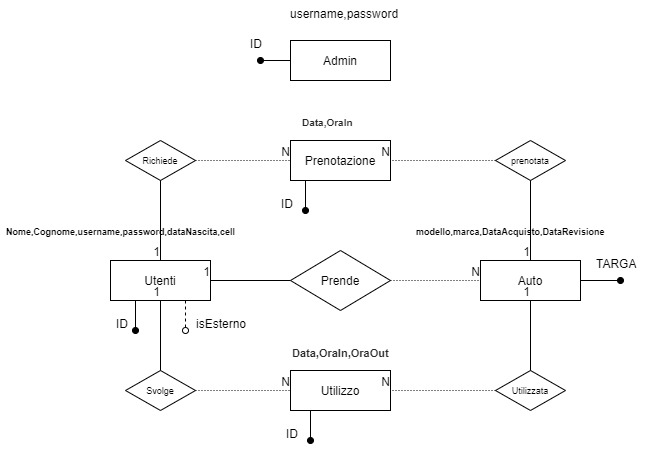 username,password
ID
Admin
Data,OraIn
Richiede
N
Prenotazione
N
prenotata
ID
Nome,Cognome,username,password,dataNascita,cell
modello,marca,DataAcquisto,DataRevisione
1
1
Utenti
1
Prende
N
Auto
TARGA
1
1
ID
isEsterno
Data,OraIn,OraOut
Svolge
N
Utilizzo
N
Utilizzata
ID